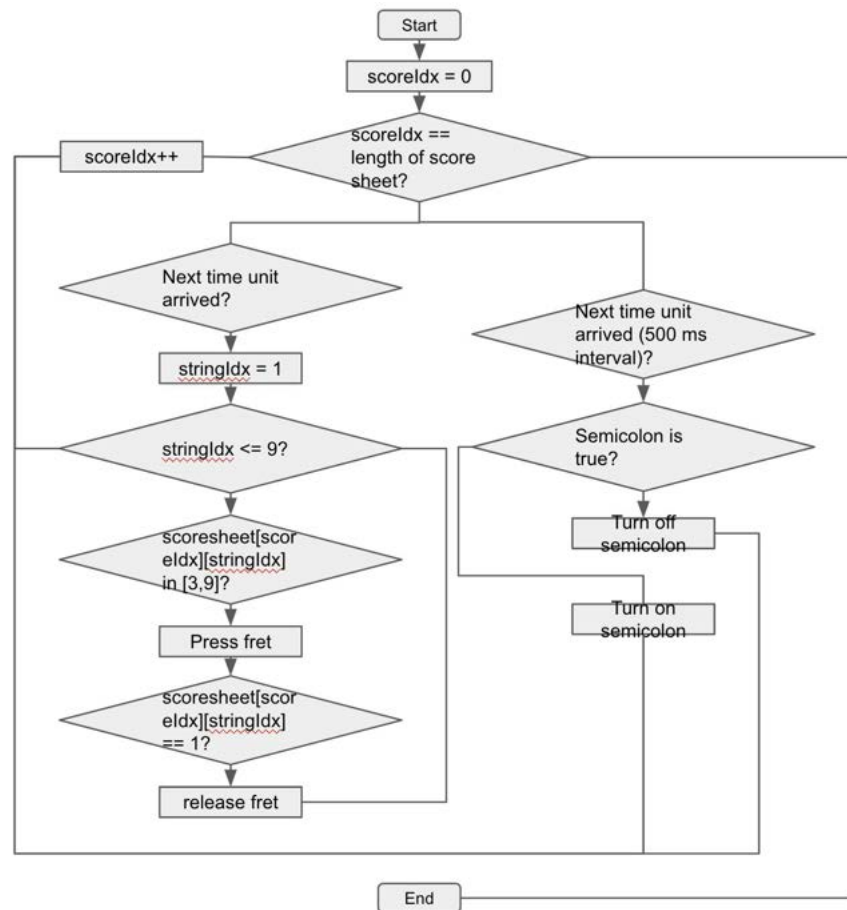 Start
scoreIdx = 0
scoreIdx ==
length of score
sheet?
scoreIdx++
Next time unit
arrived?
Next time unit
arrived (500 ms
interval)?
stringIdx = 1
stringIdx <= 9?
Semicolon is
true?
scoresheet[scor
eIdx][stringIdx]
in [3,9]?
Turn off
semicolon
Press fret
Turn on
semicolon
scoresheet[scor
eIdx][stringIdx]
== 1?
release fret
End